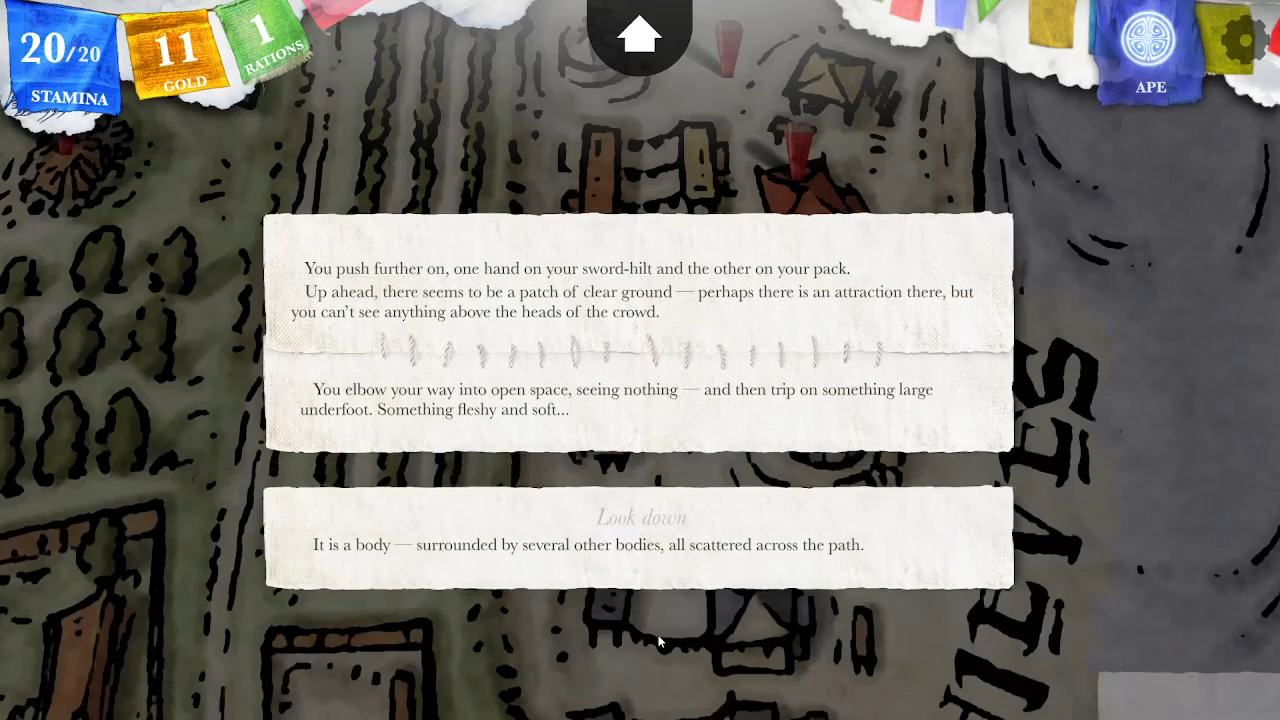 20/20
STAMINA
11
GOLD
1
RATIONS
APE
You push further on, one hand on your sword-hilt and the other on your pack.
Up ahead, there seems to be a patch of clear ground — perhaps there is an attraction there, but
you can't see anything above the heads of the crowd.
You elbow your way into open space, seeing nothing — and then trip on something large
underfoot. Something fleshy and soft...
Look down
It is a body — surrounded by several other bodies, all scattered across the path.